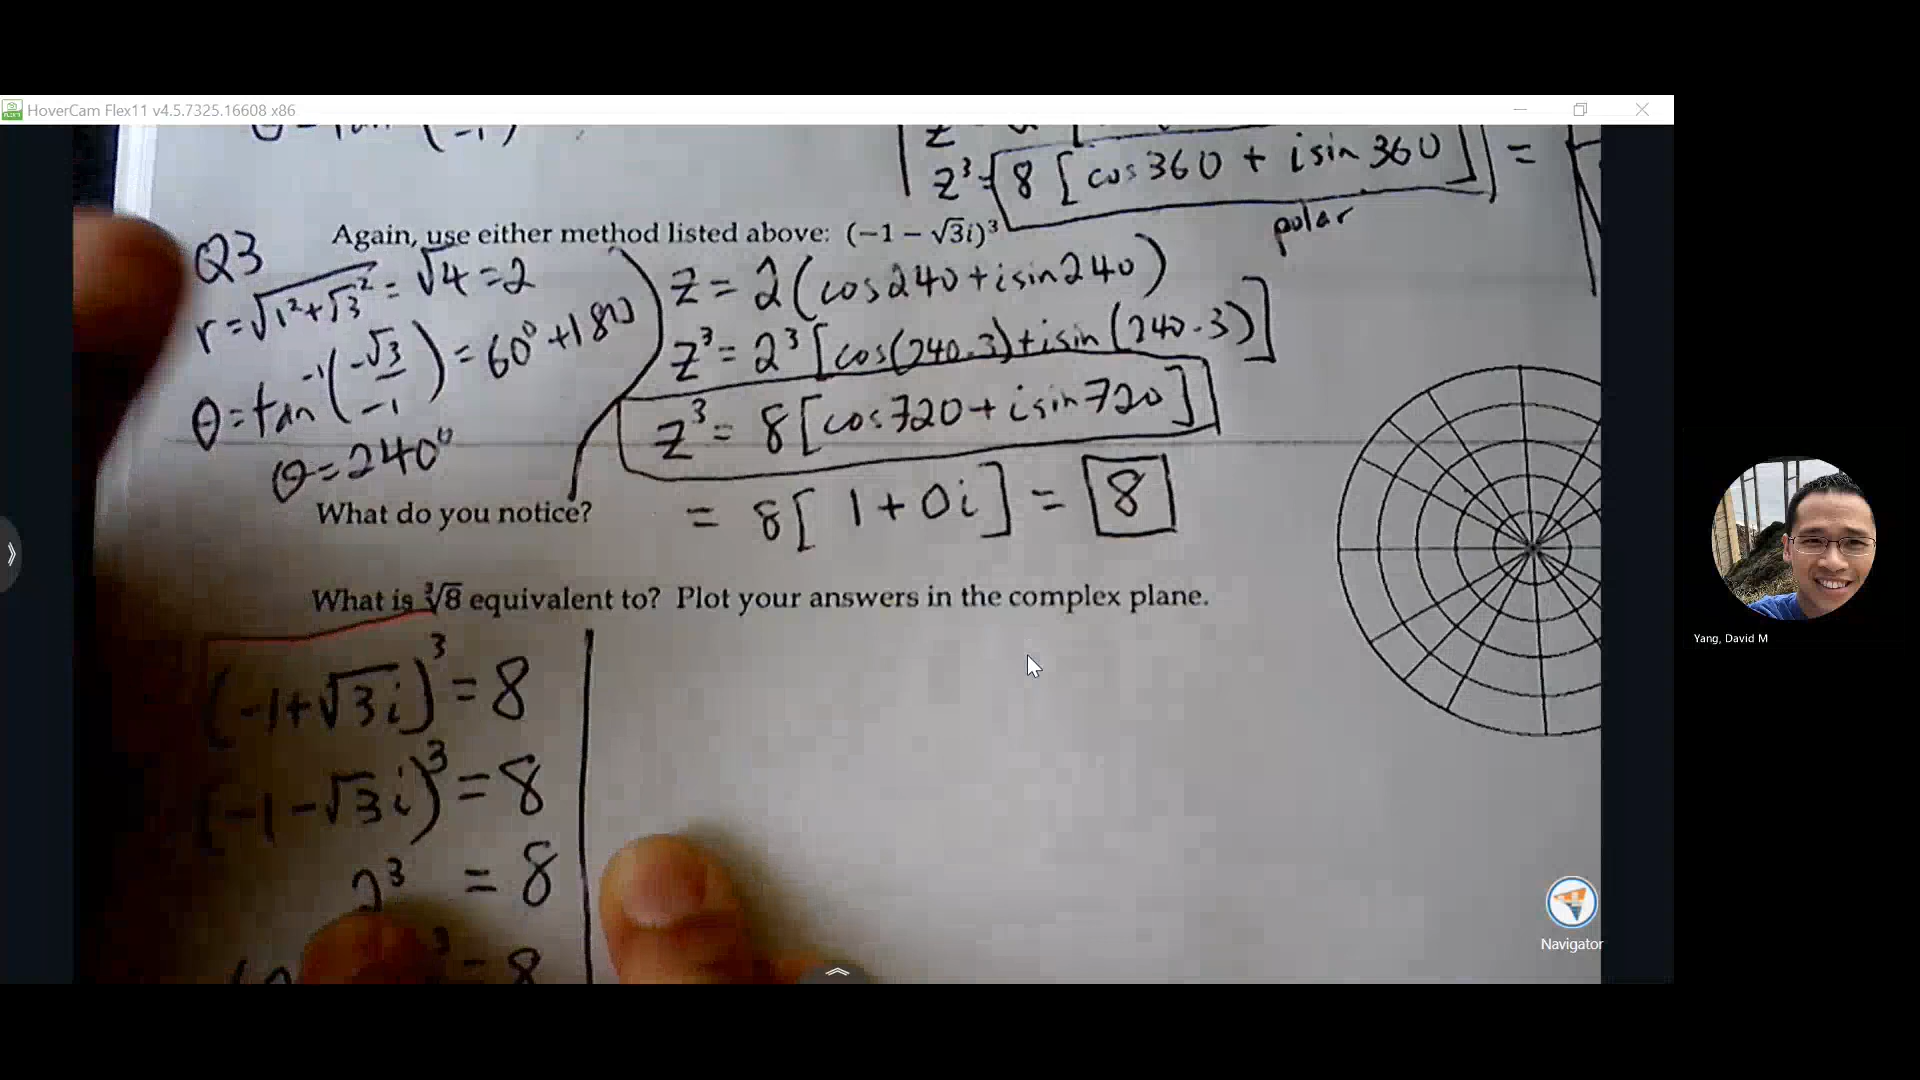 HoverCam Flex11 v4.5.7325.16608 x86
z³ = 8 [cos 360 + i sin 360] =
polar
Again, use either method listed above: (−1 − √3i)³
Q3
r = √1² + √3² = √4 = 2
θ = tan⁻¹(-√3/-1) = 60° + 180
θ = 240°
z = 2 (cos 240 + i sin 240)
z³ = 2³ [cos(240·3) + i sin (240·3)]
z³ = 8 [cos 720 + i sin 720]
= 8 [ 1 + 0i ] = 8
What do you notice?
What is ∛8 equivalent to? Plot your answers in the complex plane.
(-1+√3i)³ = 8
(-1-√3i)³ = 8
2³ = 8
³ = 8
Navigator
Yang, David M